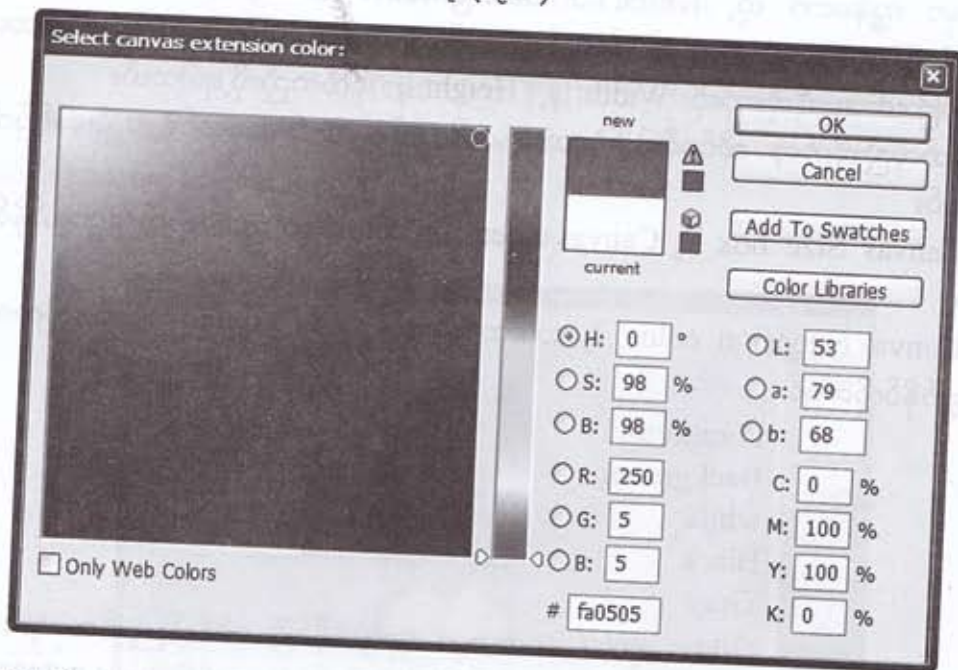 Select canvas extension color:
new
OK
Cancel
Add To Swatches
current
Color Libraries
H: 0 °
L: 53
S: 98 %
a: 79
B: 98 %
b: 68
R: 250
C: 0 %
G: 5
M: 100 %
B: 5
Y: 100 %
Only Web Colors
# fa0505
K: 0 %